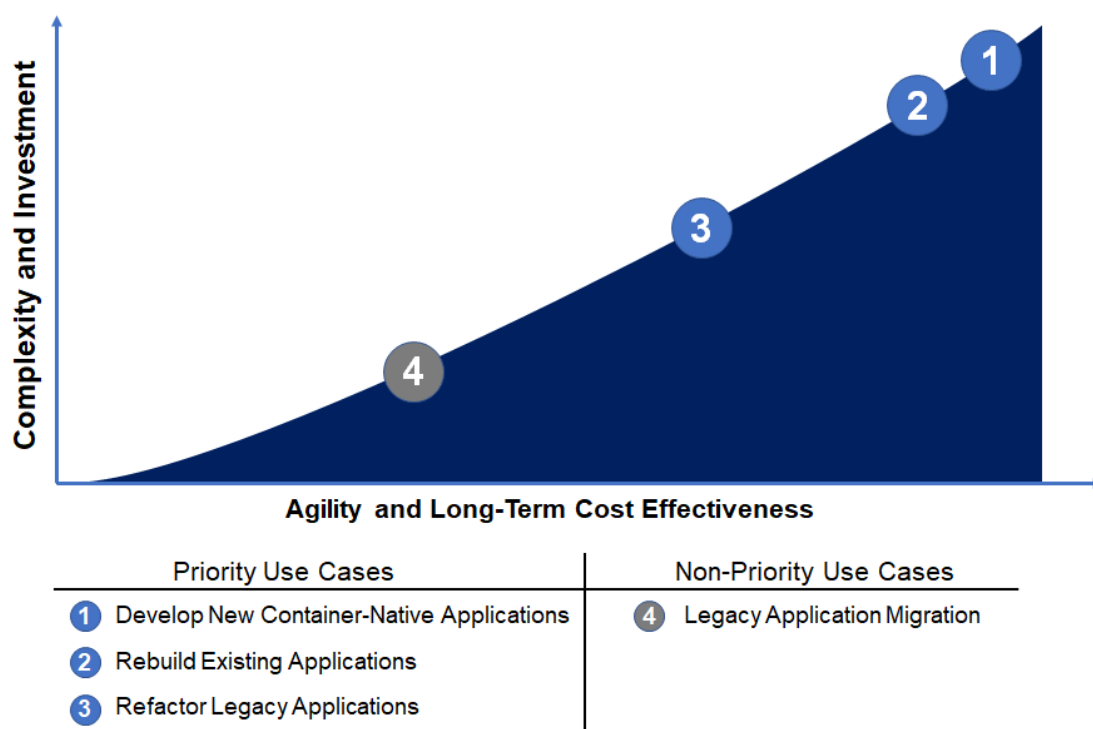 Complexity and Investment
1
2
3
4
Agility and Long-Term Cost Effectiveness
Priority Use Cases
1 Develop New Container-Native Applications
2 Rebuild Existing Applications
3 Refactor Legacy Applications
Non-Priority Use Cases
4 Legacy Application Migration